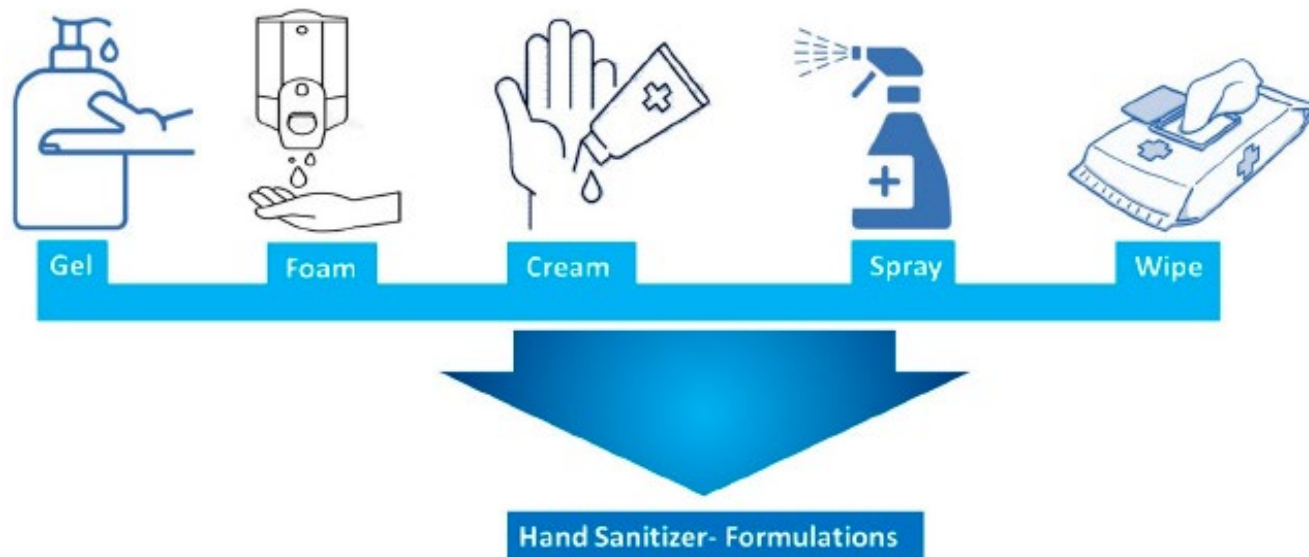 Gel
Foam
Cream
Spray
Wipe
Hand Sanitizer- Formulations